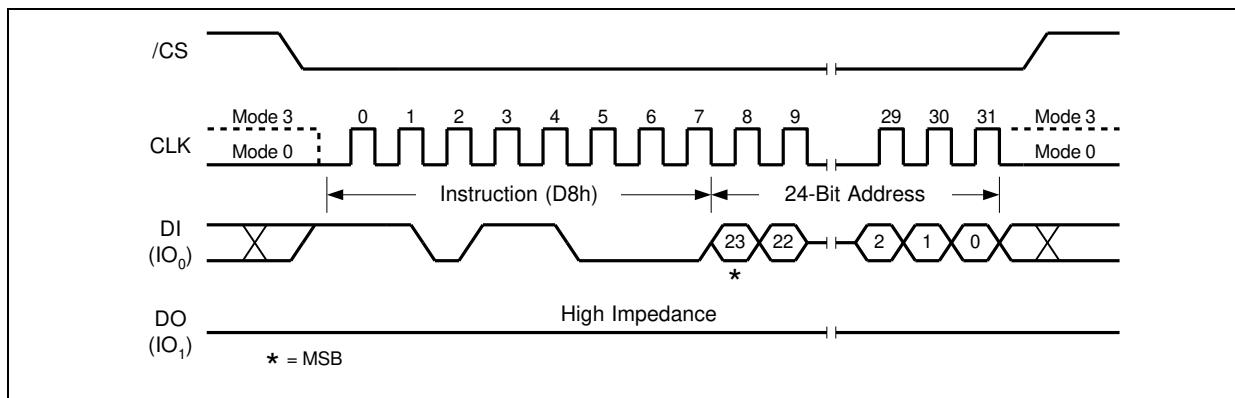 /CS
Mode 3 0 1 2 3 4 5 6 7 8 9 29 30 31 Mode 3
CLK
Mode 0 Mode 0
Instruction (D8h) 24-Bit Address
DI
(IO0)
23 22 2 1 0
*
High Impedance
DO
(IO1)
* = MSB